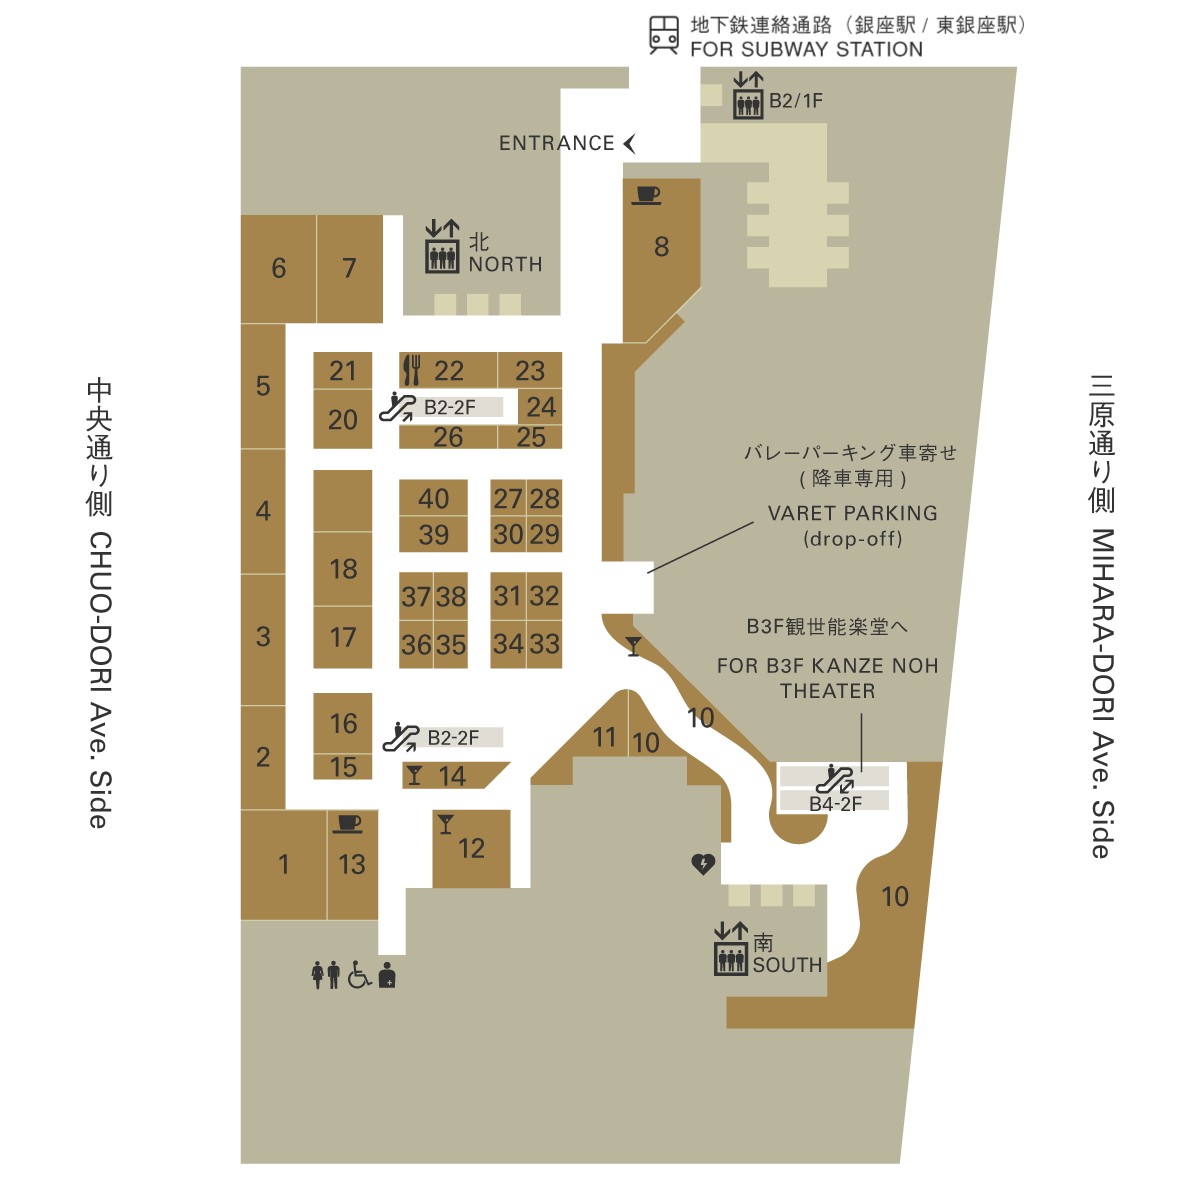 地下鉄連絡通路（銀座駅 / 東銀座駅）
FOR SUBWAY STATION
B2/1F
ENTRANCE
北
NORTH
8
6
7
5
21
22
23
20
B2-2F
24
26
25
中央通り側 CHUO-DORI Ave. Side
三原通り側 MIHARA-DORI Ave. Side
バレーパーキング車寄せ
( 降車専用 )
VARET PARKING
(drop-off)
4
40
27
28
39
30
29
18
37
38
31
32
3
17
36
35
34
33
B3F観世能楽堂へ
FOR B3F KANZE NOH
THEATER
16
10
11
10
B2-2F
2
15
14
B4-2F
1
13
12
10
南
SOUTH